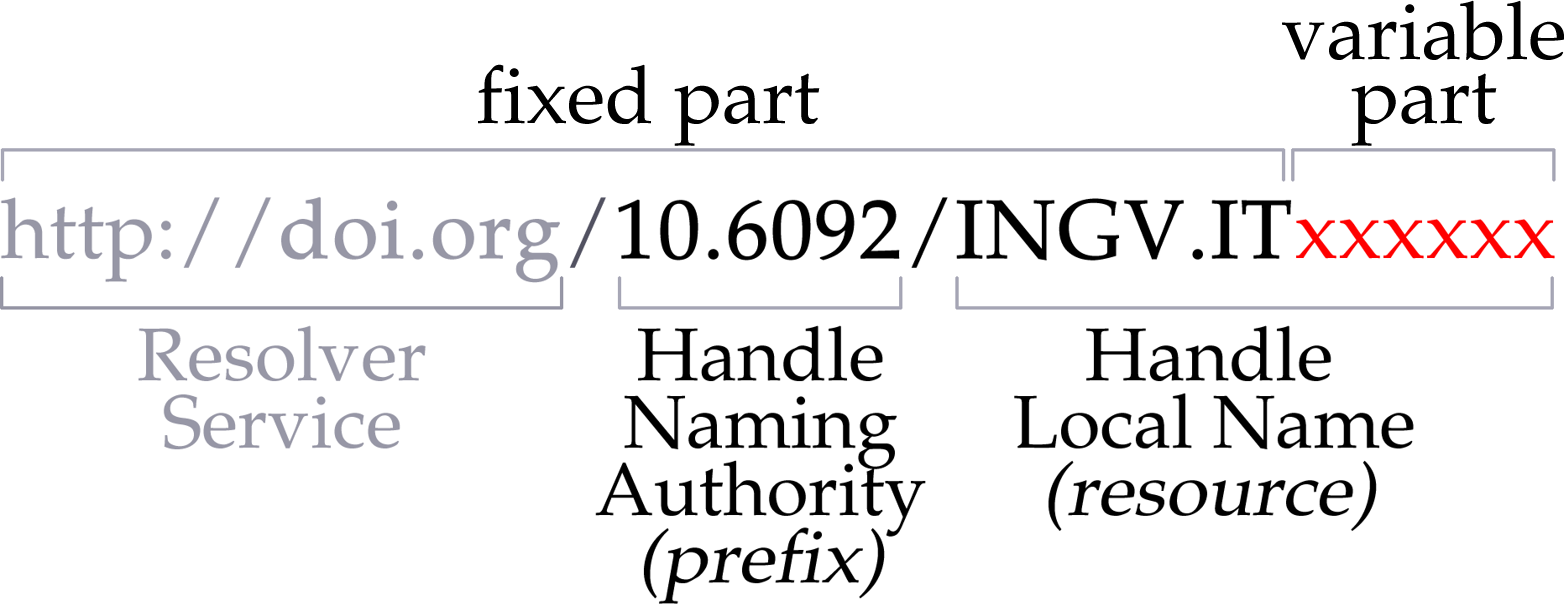 fixed part
variable
part
http://doi.org/10.6092/INGV.ITxxxxxx
Resolver
Service
Handle
Naming
Authority
(prefix)
Handle
Local Name
(resource)